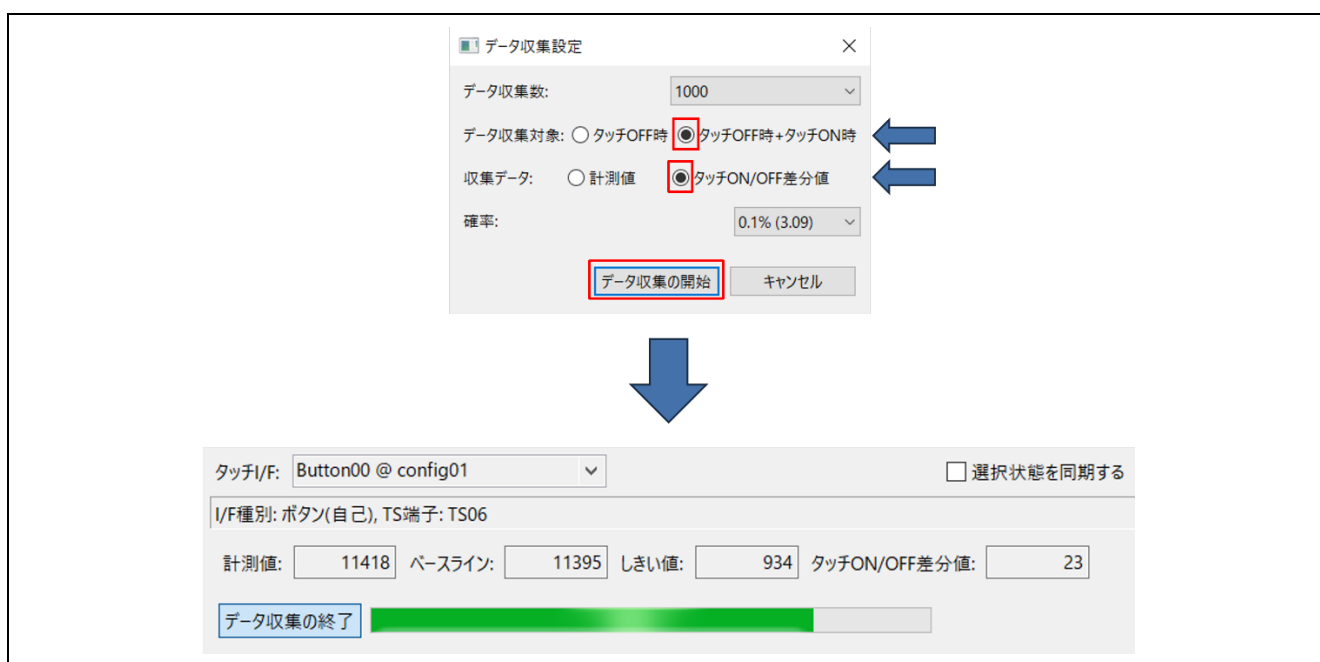 データ収集設定
データ収集数: 1000
データ収集対象: タッチOFF時 タッチOFF時+タッチON時
収集データ: 計測値 タッチON/OFF差分値
確率: 0.1% (3.09)
データ収集の開始 キャンセル
タッチI/F: Button00 @ config01 選択状態を同期する
I/F種別: ボタン(自己), TS端子: TS06
計測値: 11418 ベースライン: 11395 しきい値: 934 タッチON/OFF差分値: 23
データ収集の終了